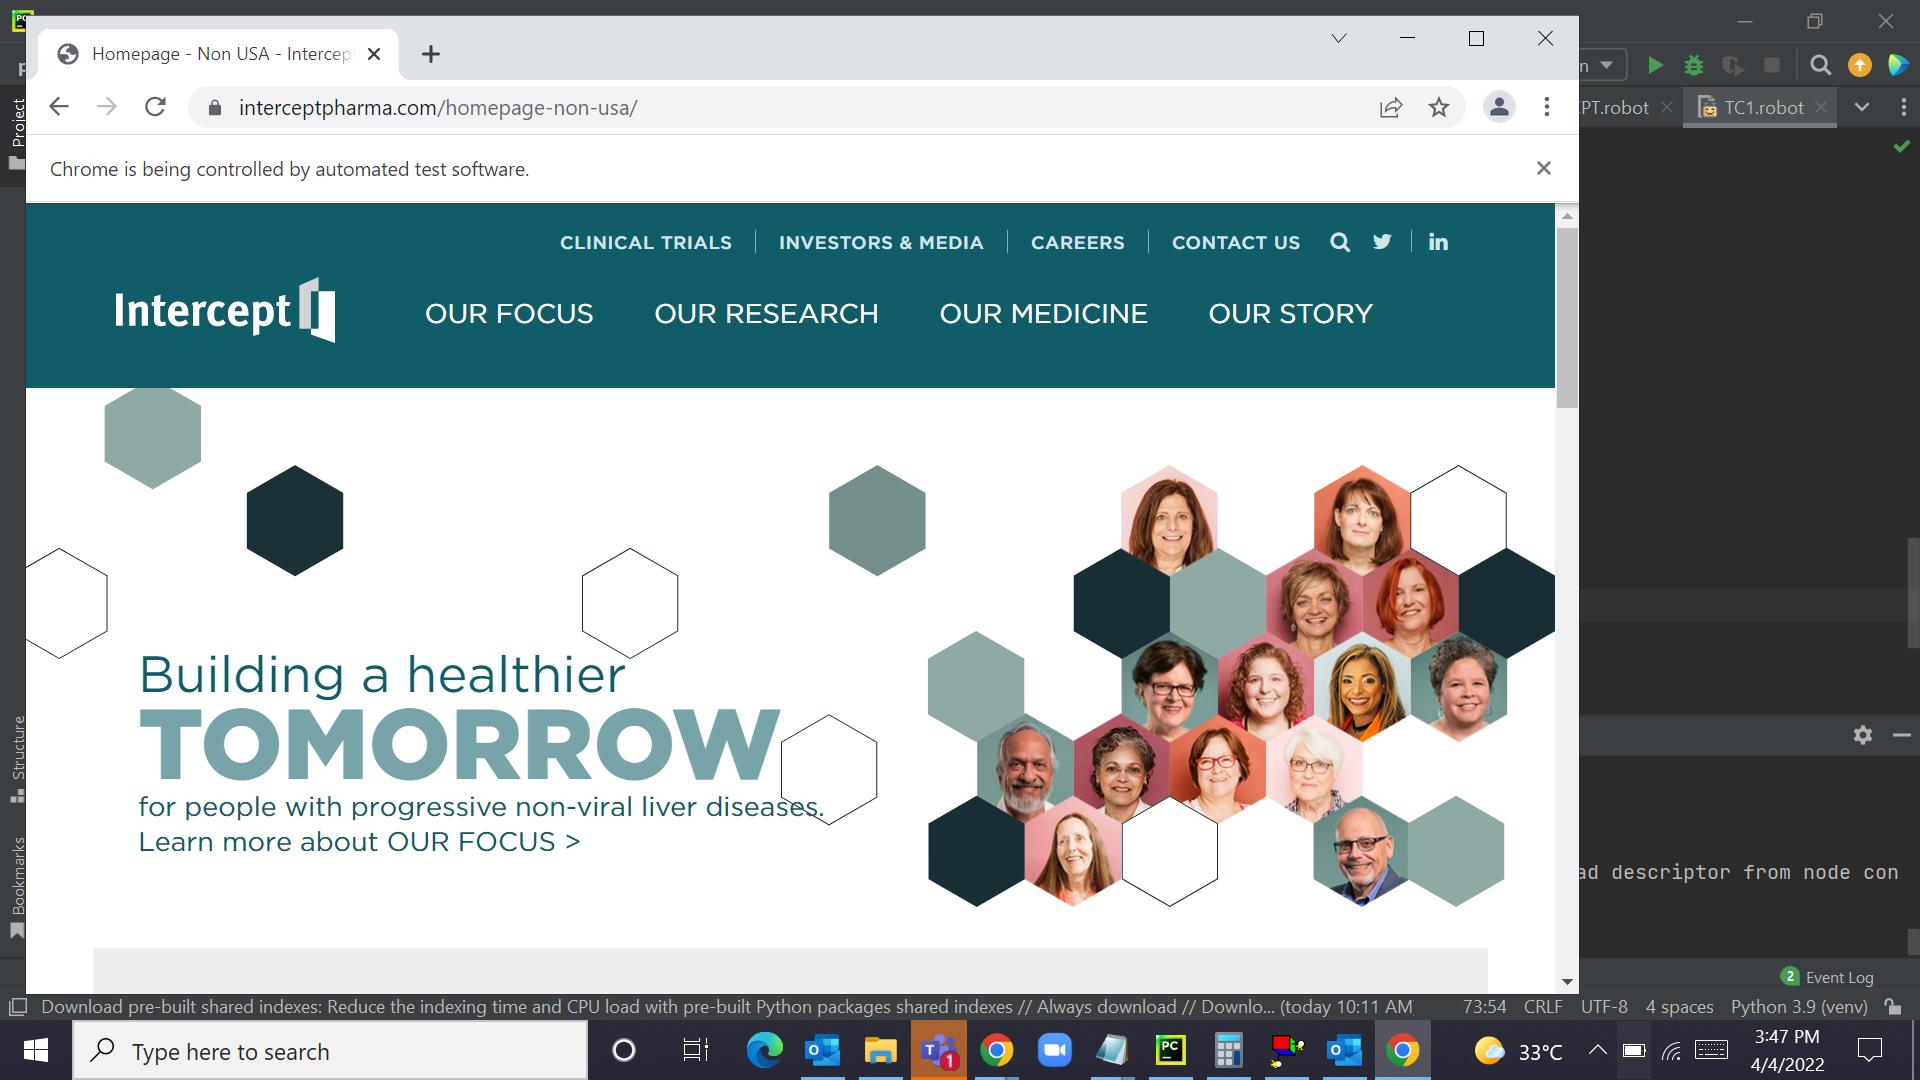 Homepage - Non USA - Intercep
interceptpharma.com/homepage-non-usa/
PT.robot
TC1.robot
Project
Chrome is being controlled by automated test software.
CLINICAL TRIALS
INVESTORS & MEDIA
CAREERS
CONTACT US
in
Intercept
OUR FOCUS
OUR RESEARCH
OUR MEDICINE
OUR STORY
Building a healthier
TOMORROW
for people with progressive non-viral liver diseases.
Learn more about OUR FOCUS >
Structure
Bookmarks
ad descriptor from node con
2 Event Log
Download pre-built shared indexes: Reduce the indexing time and CPU load with pre-built Python packages shared indexes // Always download // Downlo... (today 10:11 AM
73:54 CRLF UTF-8 4 spaces Python 3.9 (venv)
Type here to search
1
PC
33°C
3:47 PM
4/4/2022